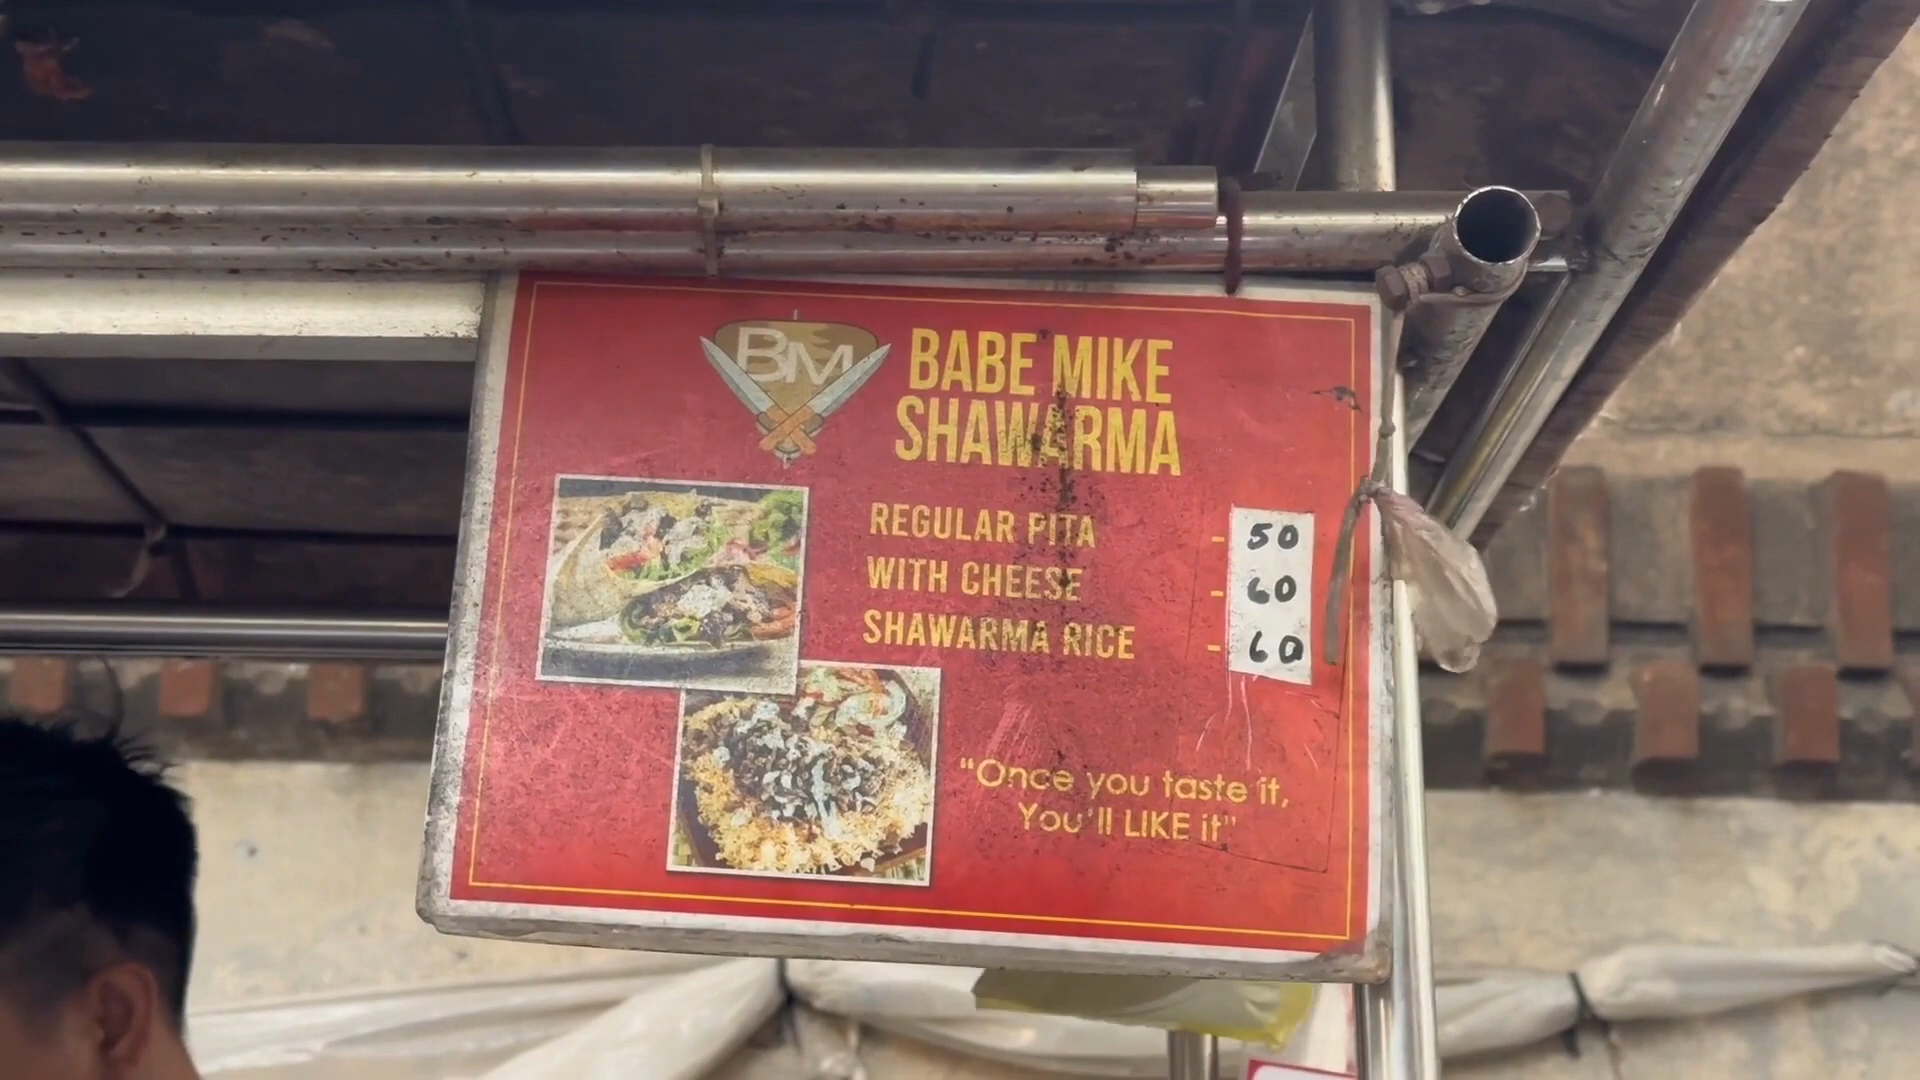 BM
BABE MIKE
SHAWARMA
REGULAR PITA - 50
WITH CHEESE - 60
SHAWARMA RICE - 60
"Once you taste it,
You'll LIKE it"